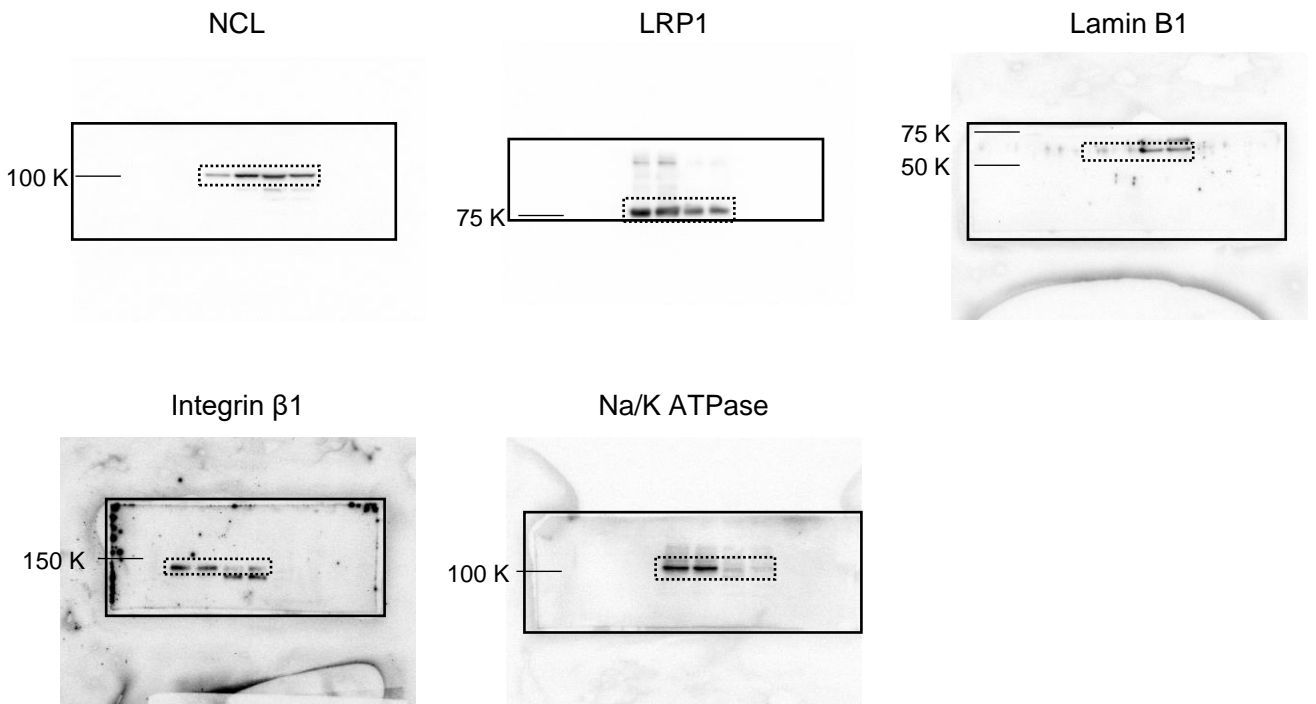 NCL
100 K
LRP1
75 K
Lamin B1
75 K
50 K
Integrin β1
150 K
Na/K ATPase
100 K